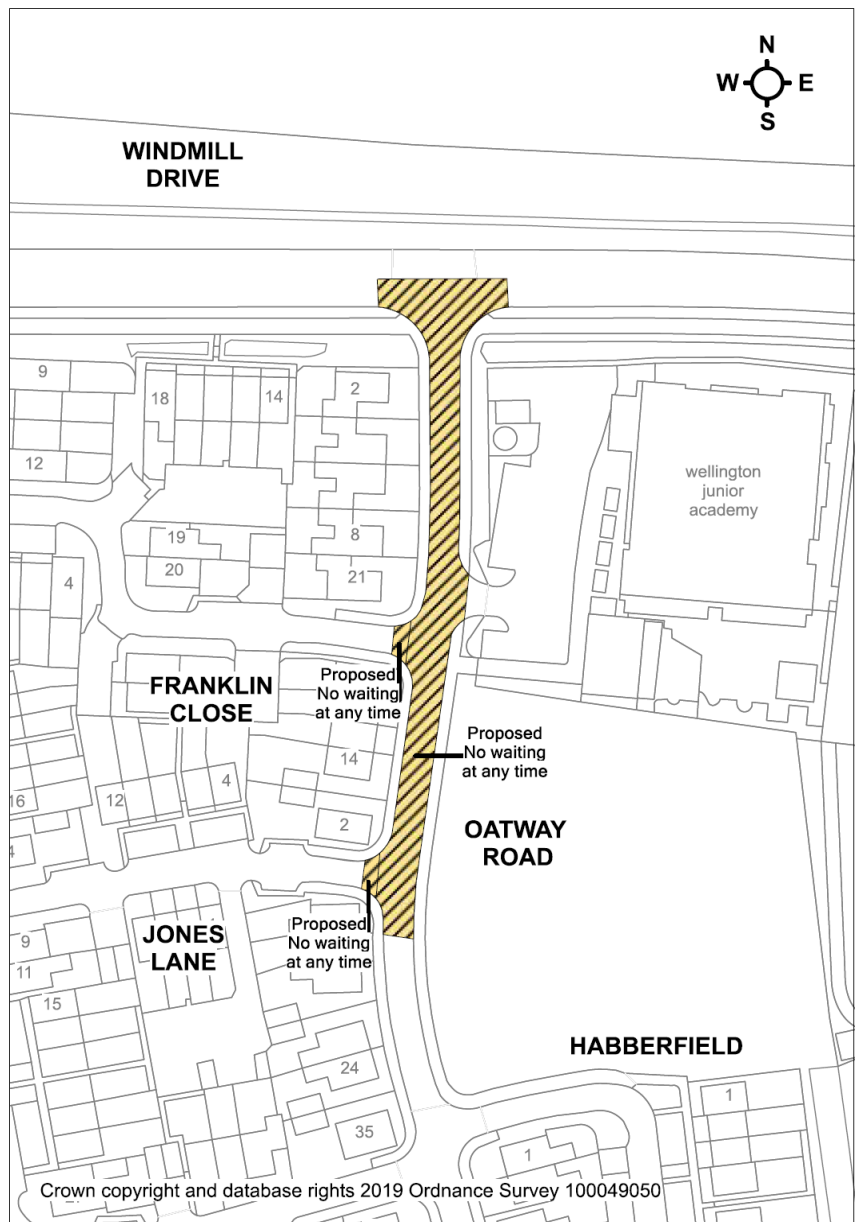 N
W E
S
WINDMILL
DRIVE
9
18
14
2
12
wellington
junior
academy
19
8
20
21
4
Proposed
No waiting
at any time
FRANKLIN
CLOSE
Proposed
No waiting
at any time
14
4
12
16
2
OATWAY
ROAD
4
Proposed
No waiting
at any time
JONES
LANE
9
11
15
HABBERFIELD
24
1
35
1
Crown copyright and database rights 2019 Ordnance Survey 100049050